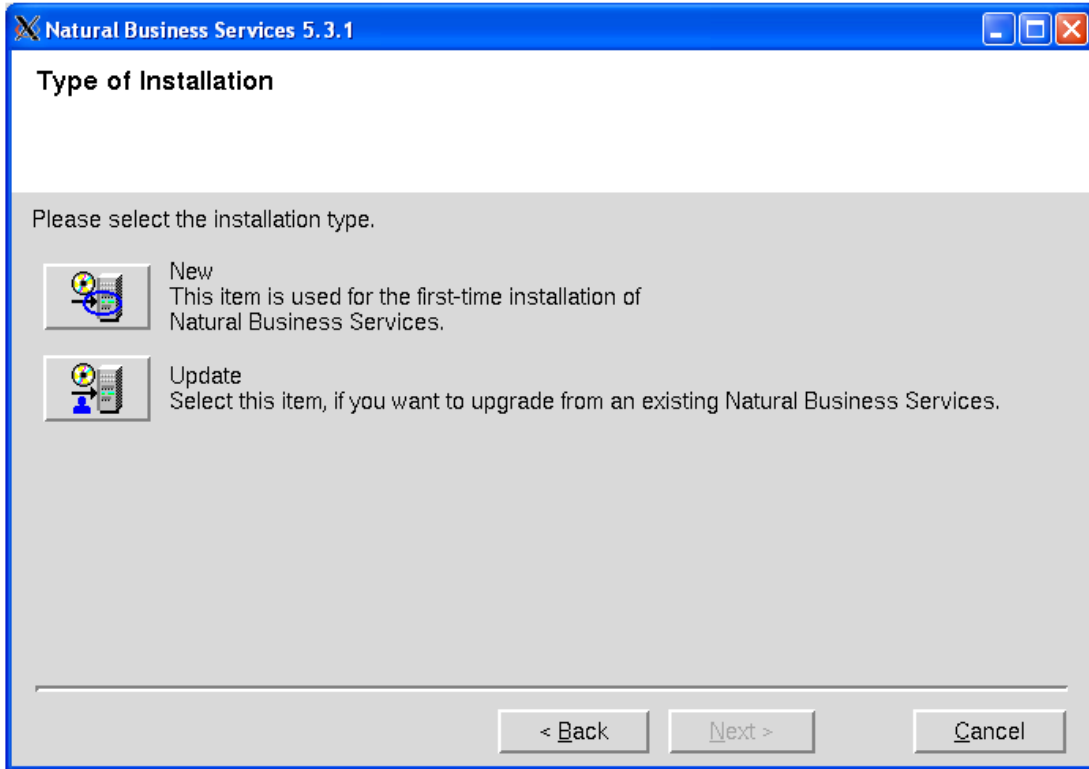 Natural Business Services 5.3.1
Type of Installation
Please select the installation type.
New
This item is used for the first-time installation of
Natural Business Services.
Update
Select this item, if you want to upgrade from an existing Natural Business Services.
< Back
Next >
Cancel